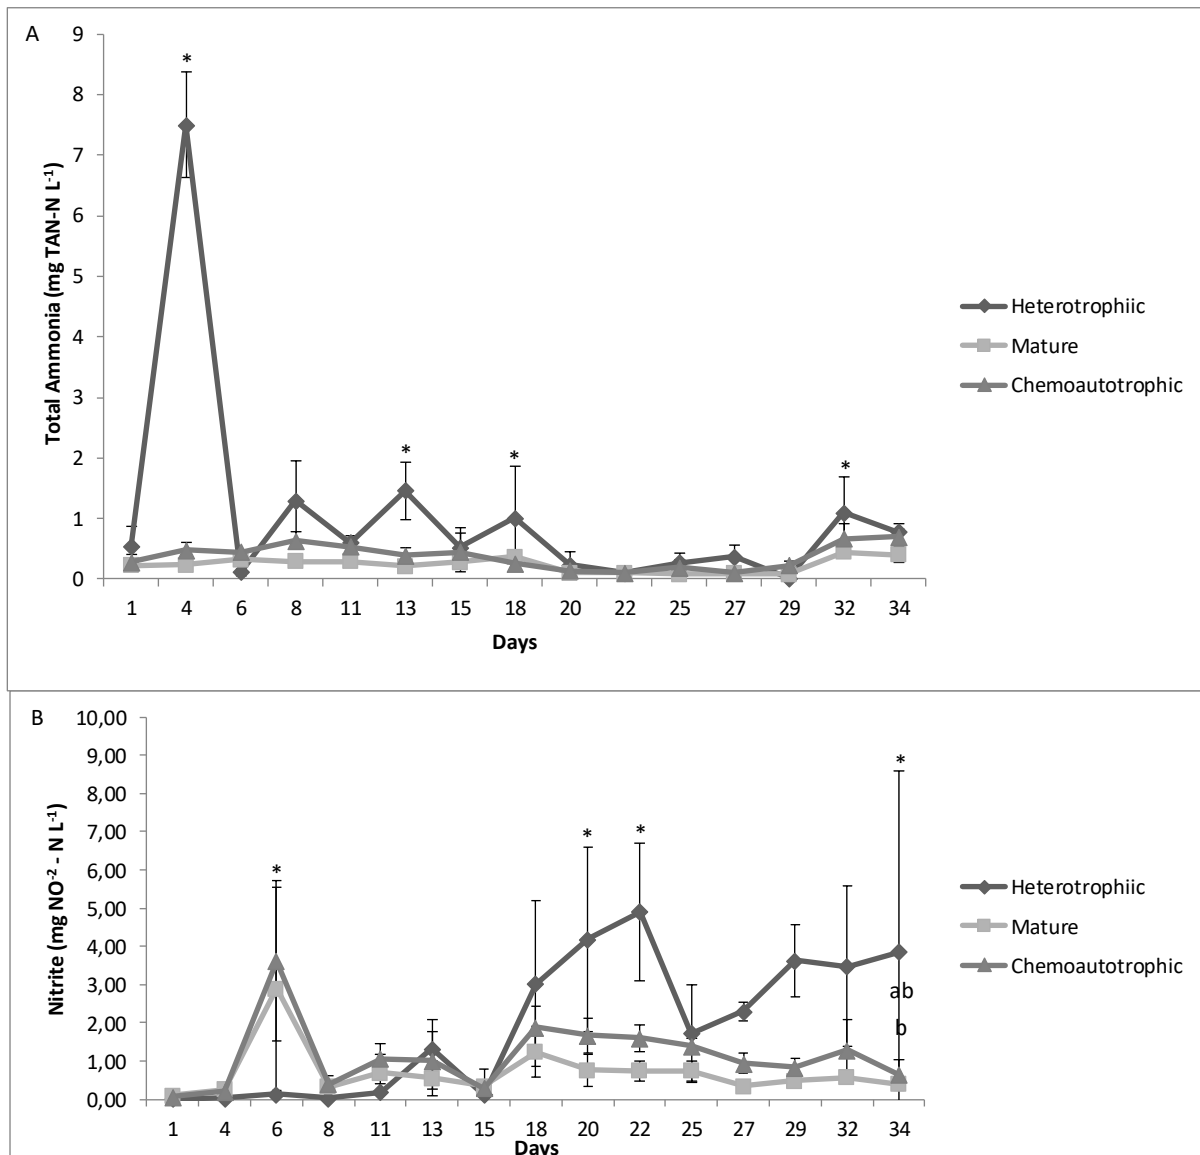 A
Total Ammonia (mg TAN-N L-1)
9
8
7
6
5
4
3
2
1
0
*
*
*
*
1 4 6 8 11 13 15 18 20 22 25 27 29 32 34
Days
Heterotrophiic
Mature
Chemoautotrophic
B
Nitrite (mg NO-2 - N L-1)
10,00
9,00
8,00
7,00
6,00
5,00
4,00
3,00
2,00
1,00
0,00
*
*
*
*
ab
b
1 4 6 8 11 13 15 18 20 22 25 27 29 32 34
Days
Heterotrophiic
Mature
Chemoautotrophic